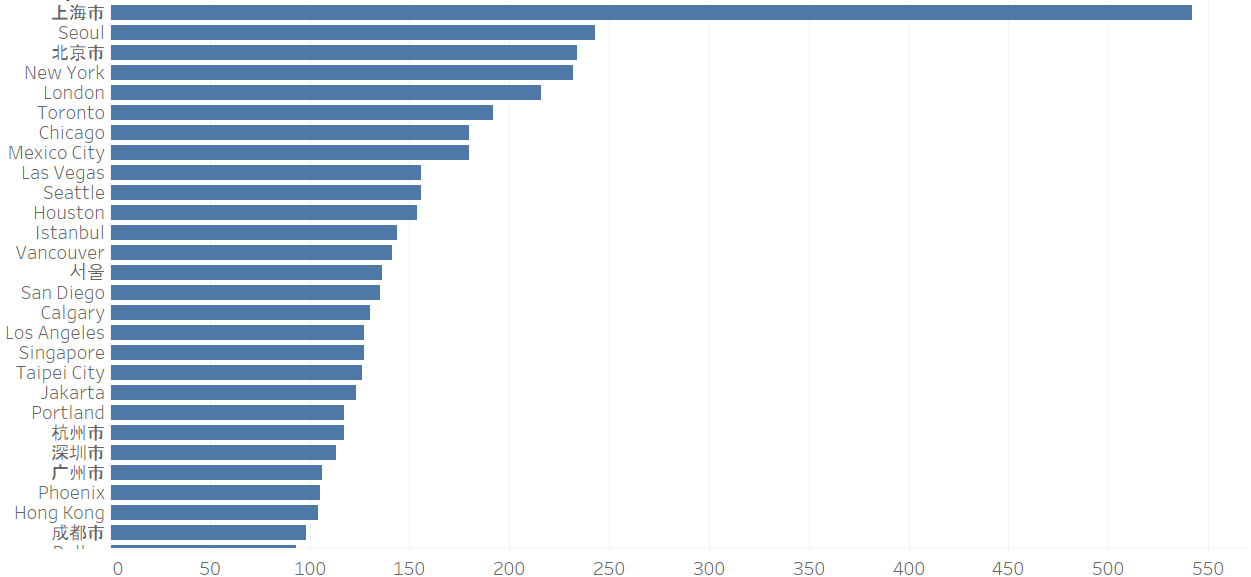 上海市
Seoul
北京市
New York
London
Toronto
Chicago
Mexico City
Las Vegas
Seattle
Houston
Istanbul
Vancouver
서울
San Diego
Calgary
Los Angeles
Singapore
Taipei City
Jakarta
Portland
杭州市
深圳市
广州市
Phoenix
Hong Kong
成都市
0 50 100 150 200 250 300 350 400 450 500 550